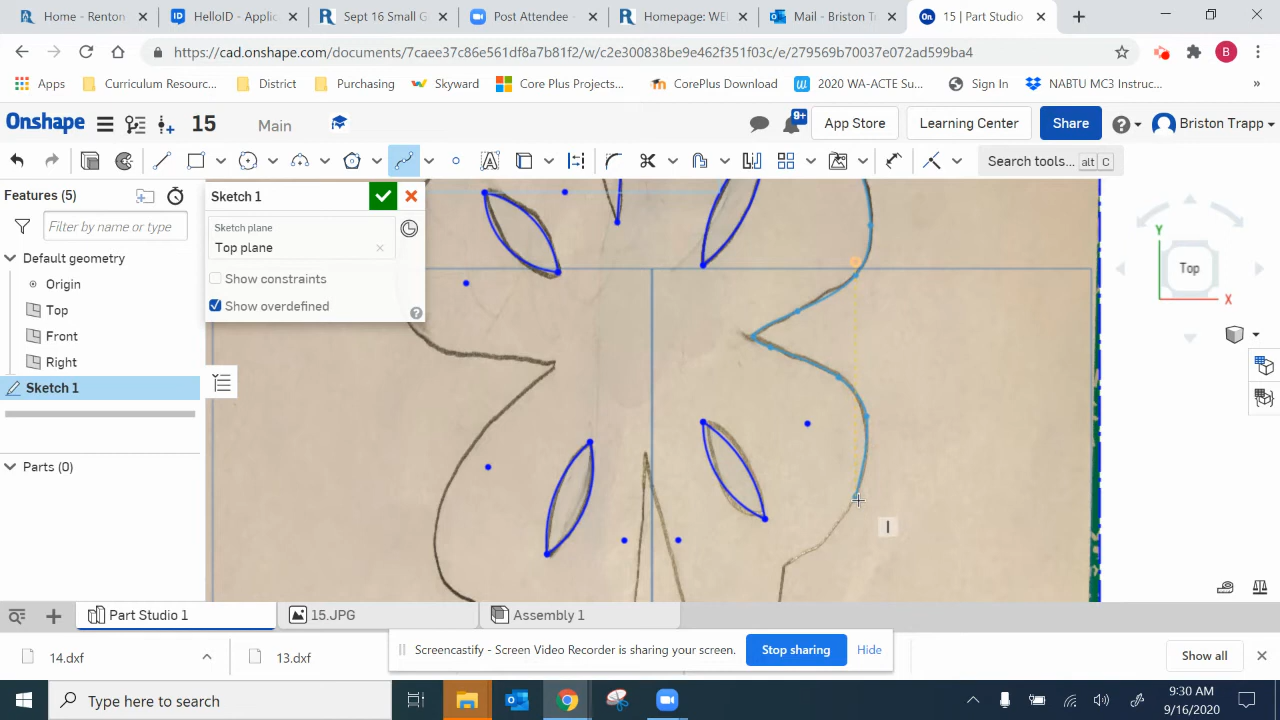 Home - Renton
HelloID - Applic
Sept 16 Small G
Post Attendee -
Homepage: WEI
Mail - Briston T
15 | Part Studio
https://cad.onshape.com/documents/7caee37c86e561df8a7b81f2/w/c2e300838be9e462f351f03c/e/279569b70037e072ad599ba4
B
Apps
Curriculum Resourc...
District
Purchasing
Skyward
Core Plus Projects...
CorePlus Download
2020 WA-ACTE Su...
Sign In
NABTU MC3 Instruc...
»
Onshape
15
Main
9+
App Store
Learning Center
Share
Briston Trapp
Search tools... alt C
Features (5)
Filter by name or type
Default geometry
Origin
Top
Front
Right
Sketch 1
Parts (0)
Sketch 1
Sketch plane
Top plane
Show constraints
Show overdefined
Y
Top
X
Part Studio 1
15.JPG
Assembly 1
Screencastify - Screen Video Recorder is sharing your screen.
Stop sharing
Hide
14.dxf
13.dxf
Show all
Type here to search
9:30 AM
9/16/2020